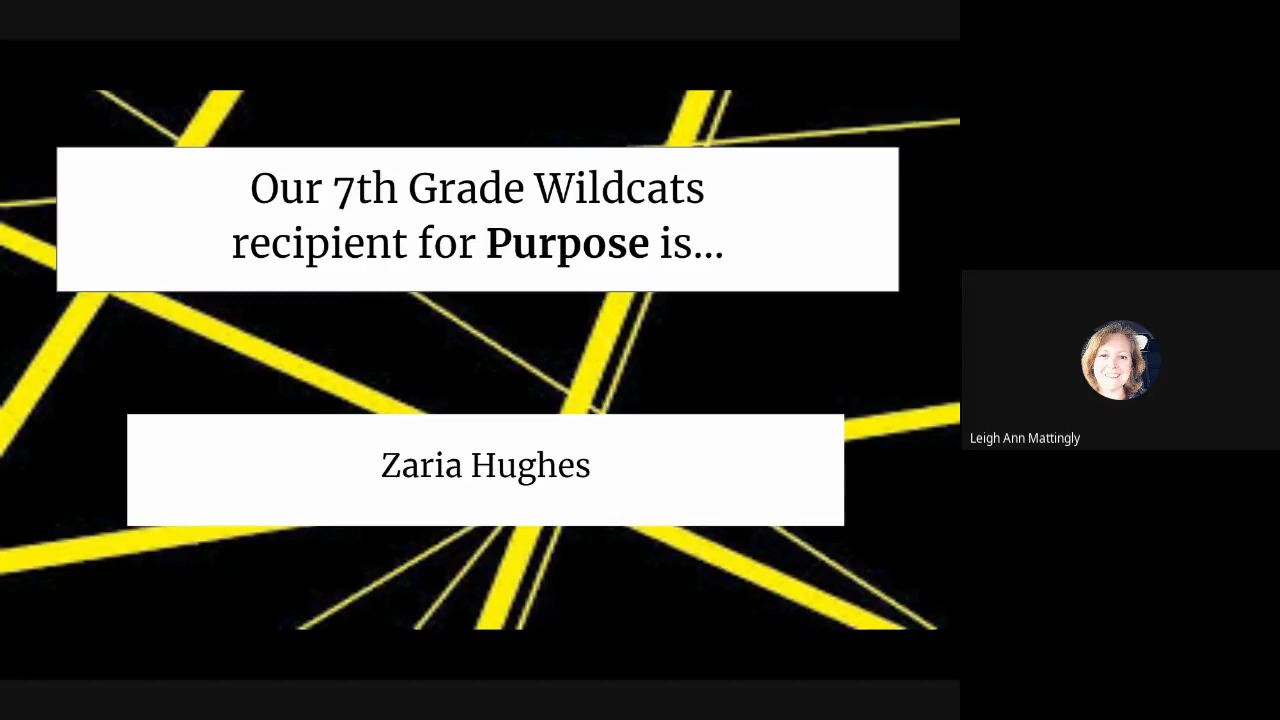 Our 7th Grade Wildcats
recipient for Purpose is...
Zaria Hughes
Leigh Ann Mattingly